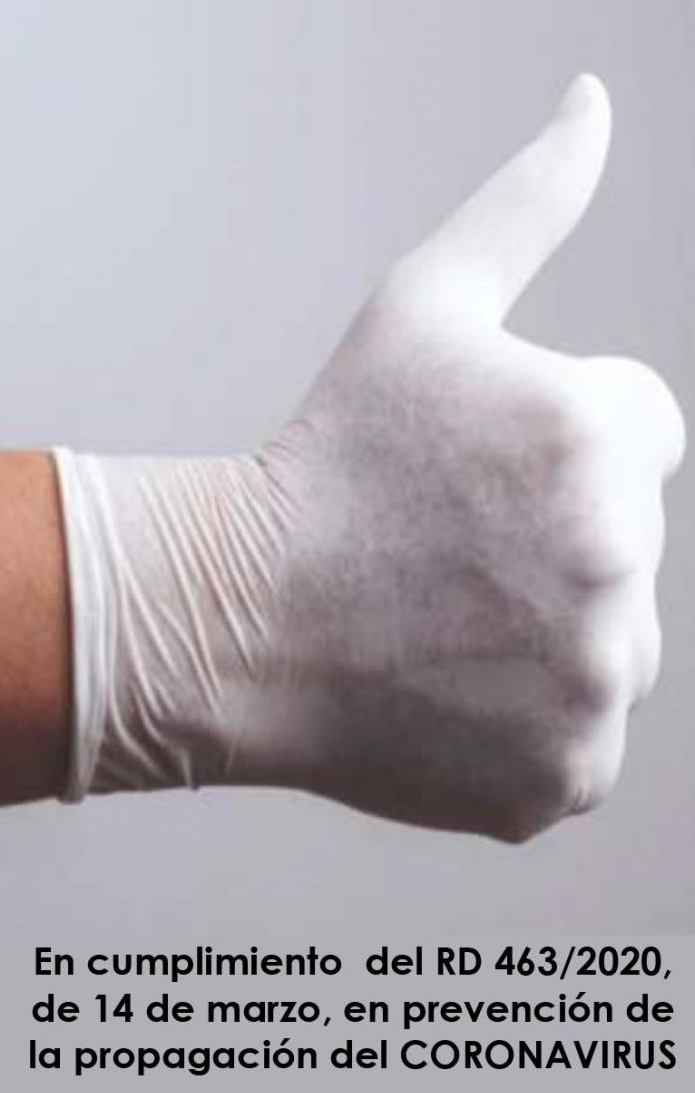 En cumplimiento del RD 463/2020,
de 14 de marzo, en prevención de
la propagación del CORONAVIRUS